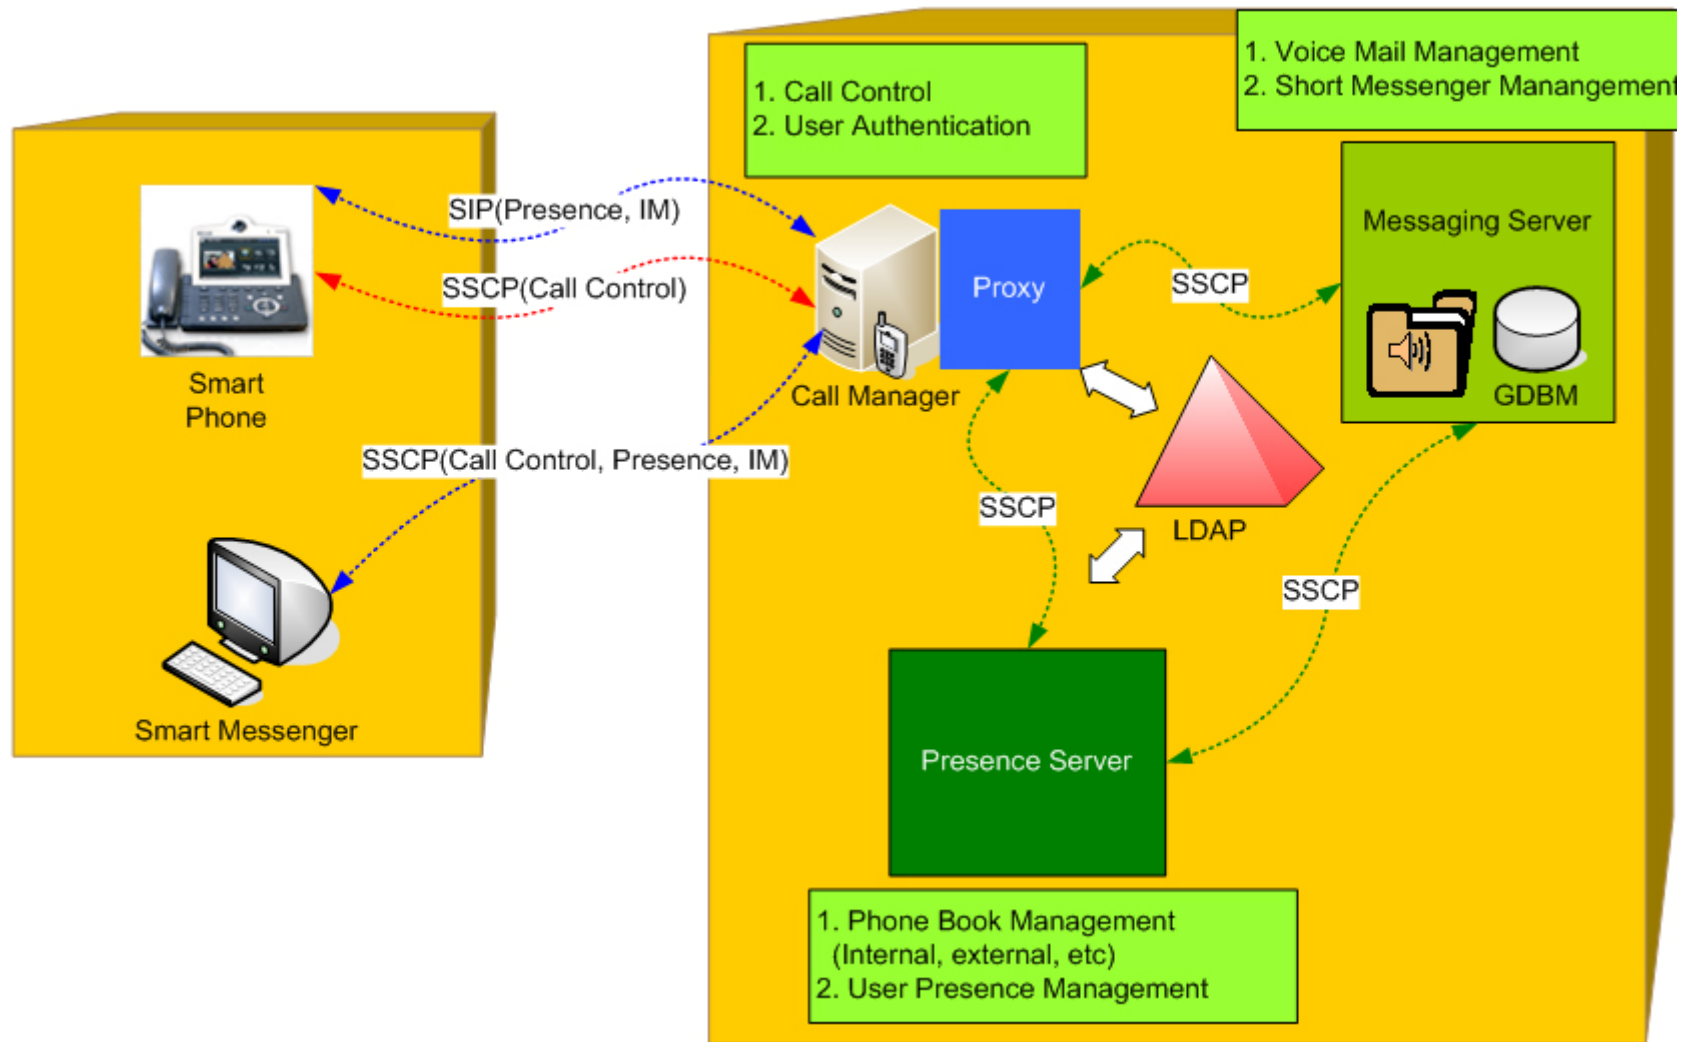 1. Call Control
2. User Authentication
1. Voice Mail Management
2. Short Messenger Manangement
SIP(Presence, IM)
SSCP(Call Control)
Smart
Phone
SSCP(Call Control, Presence, IM)
Smart Messenger
Call Manager
Proxy
SSCP
Messaging Server
GDBM
LDAP
SSCP
SSCP
Presence Server
1. Phone Book Management
(Internal, external, etc)
2. User Presence Management